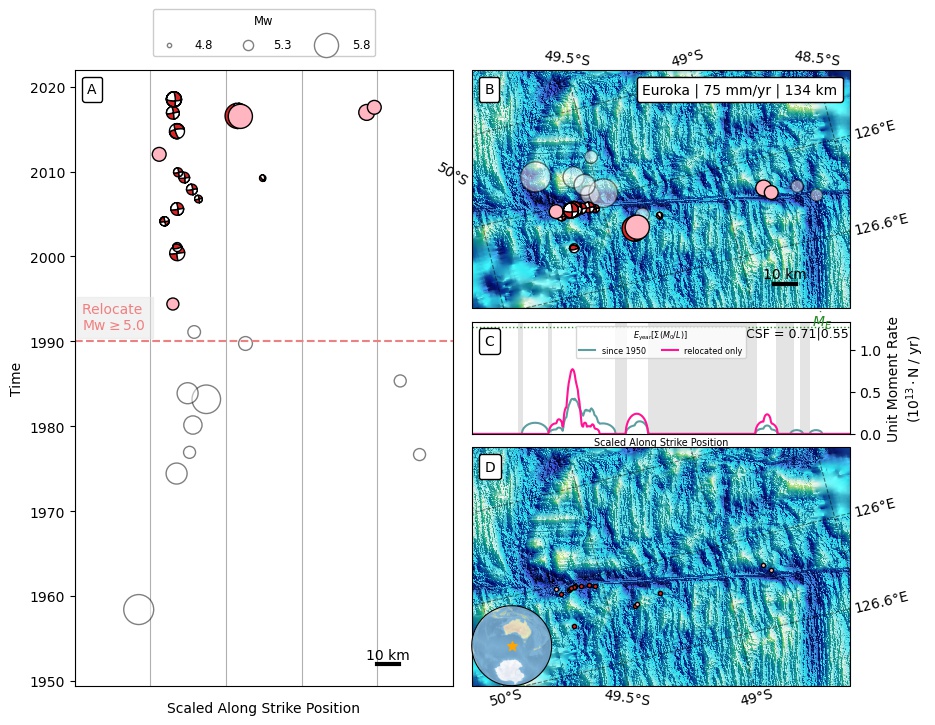 Mw
4.8 5.3 5.8
A
2020
2010
2000
1990
1980
1970
1960
1950
Time
Relocate
Mw ≥ 5.0
10 km
Scaled Along Strike Position
49.5°S 49°S 48.5°S
B
Euroka | 75 mm/yr | 134 km
126°E
50°S
126.6°E
10 km
C
Ṁ_E
CSF = 0.71|0.55
E_year[Σ(M₀/L)]
since 1950 relocated only
1.0
0.5
0.0
Unit Moment Rate
(10¹³ · N / yr)
Scaled Along Strike Position
D
126°E
126.6°E
50°S 49.5°S 49°S